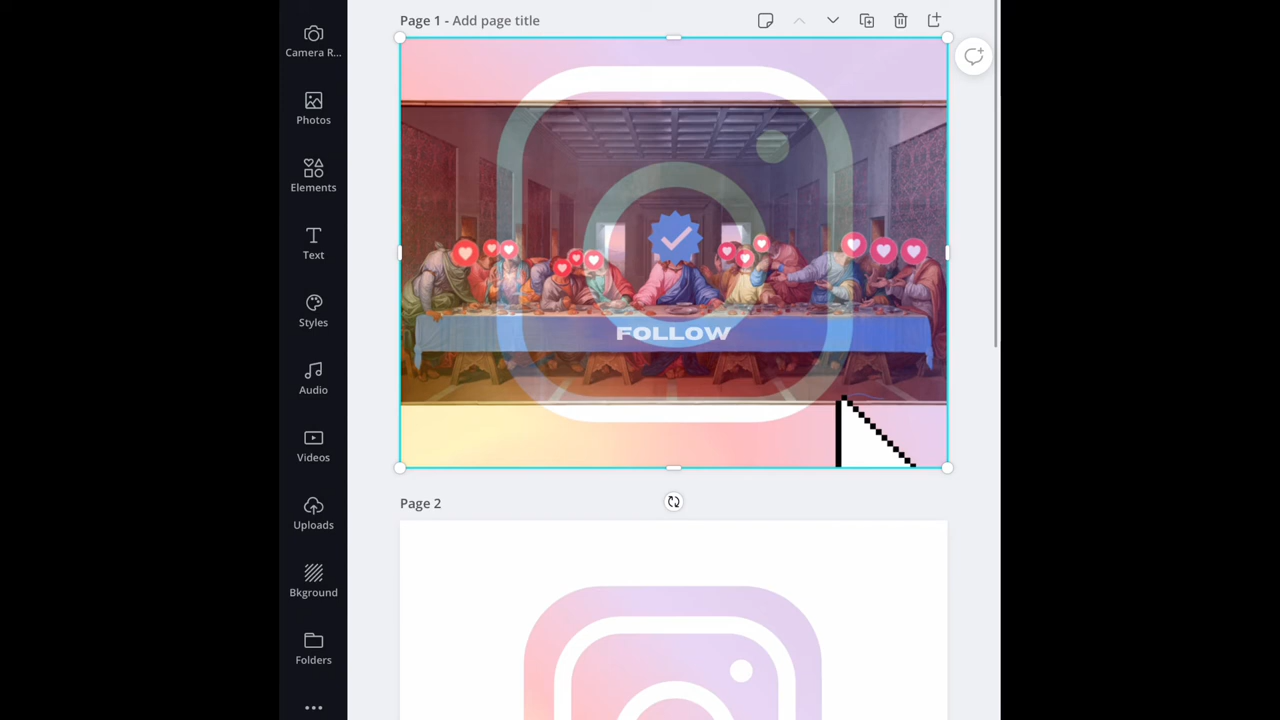 Page 1 - Add page title
Camera R...
Photos
Elements
Text
Styles
Audio
Videos
Uploads
Bkground
Folders
FOLLOW
Page 2